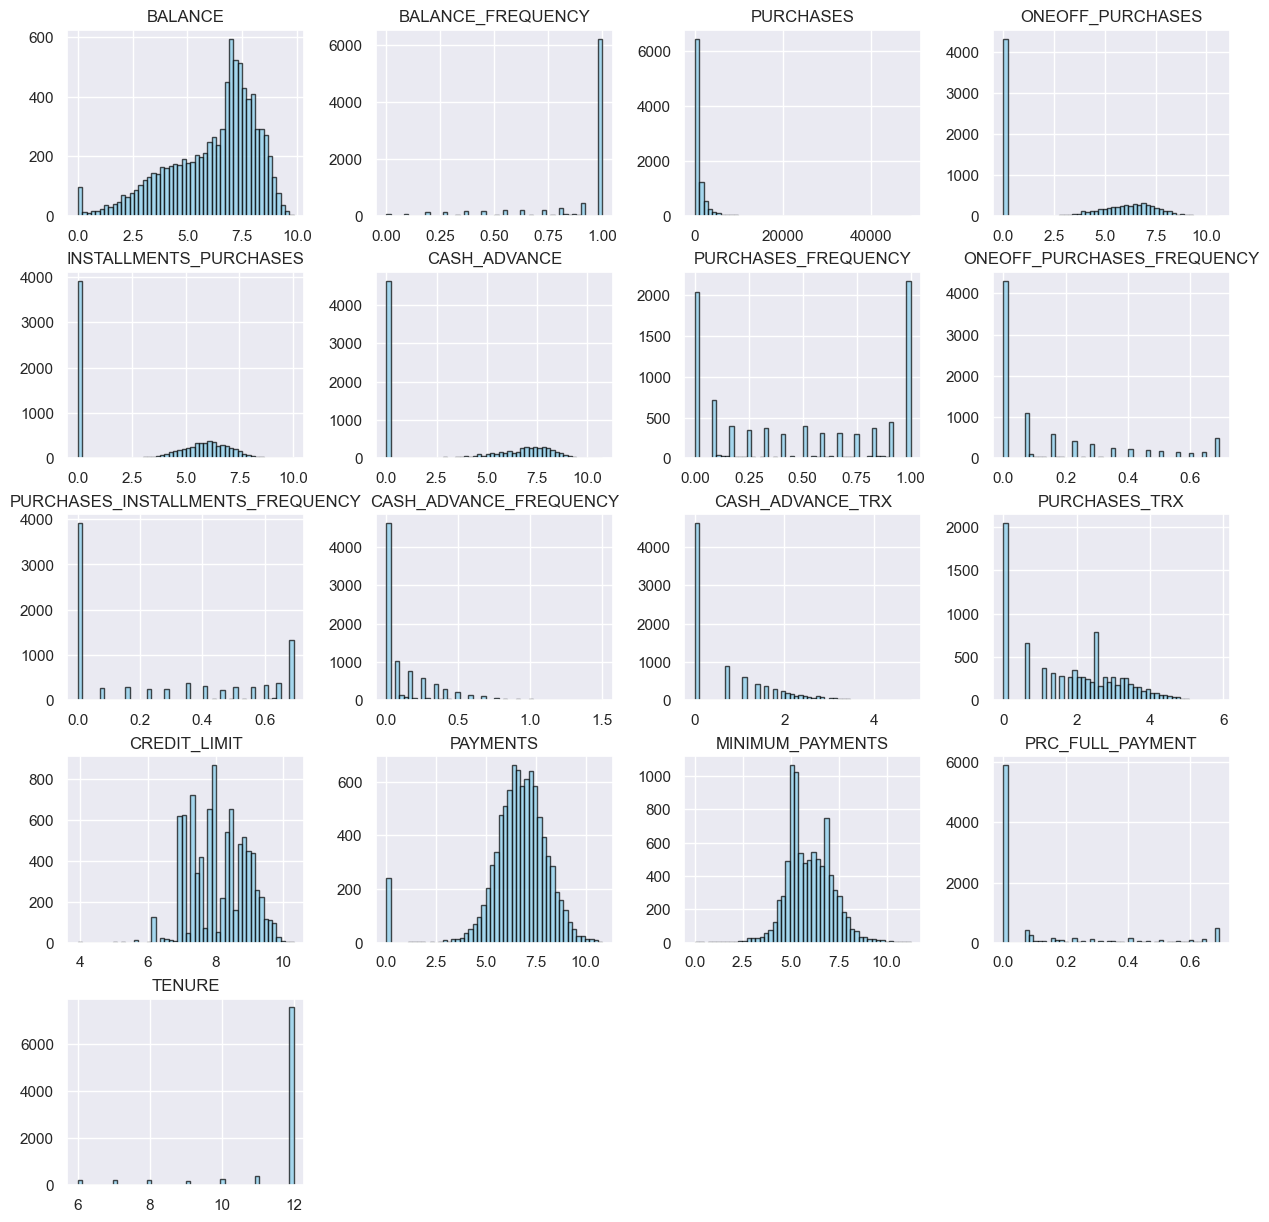 BALANCE
BALANCE_FREQUENCY
PURCHASES
ONEOFF_PURCHASES
600
400
200
0
0.0 2.5 5.0 7.5 10.0
6000
4000
2000
0
0.00 0.25 0.50 0.75 1.00
6000
4000
2000
0
0 20000 40000
4000
3000
2000
1000
0
0.0 2.5 5.0 7.5 10.0
INSTALLMENTS_PURCHASES
CASH_ADVANCE
PURCHASES_FREQUENCY
ONEOFF_PURCHASES_FREQUENCY
4000
3000
2000
1000
0
0.0 2.5 5.0 7.5 10.0
4000
3000
2000
1000
0
0.0 2.5 5.0 7.5 10.0
2000
1500
1000
500
0
0.00 0.25 0.50 0.75 1.00
4000
3000
2000
1000
0
0.0 0.2 0.4 0.6
PURCHASES_INSTALLMENTS_FREQUENCY
CASH_ADVANCE_FREQUENCY
CASH_ADVANCE_TRX
PURCHASES_TRX
4000
3000
2000
1000
0
0.0 0.2 0.4 0.6
4000
3000
2000
1000
0
0.0 0.5 1.0 1.5
4000
3000
2000
1000
0
0 2 4
2000
1500
1000
500
0
0 2 4 6
CREDIT_LIMIT
PAYMENTS
MINIMUM_PAYMENTS
PRC_FULL_PAYMENT
800
600
400
200
0
4 6 8 10
600
400
200
0
0.0 2.5 5.0 7.5 10.0
1000
800
600
400
200
0
0.0 2.5 5.0 7.5 10.0
6000
4000
2000
0
0.0 0.2 0.4 0.6
TENURE
6000
4000
2000
0
6 8 10 12